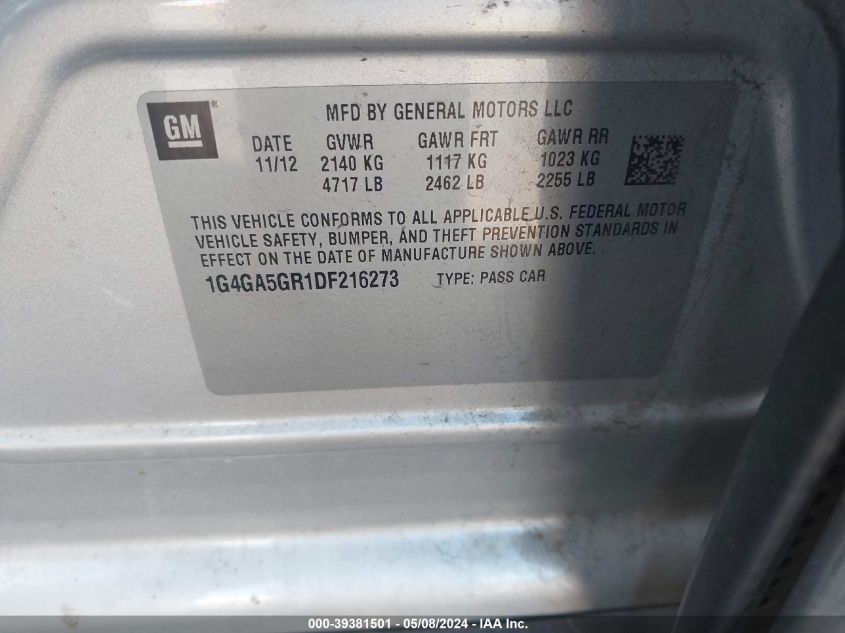 GM®
MFD BY GENERAL MOTORS LLC
DATE GVWR GAWR FRT GAWR RR
11/12 2140 KG 1117 KG 1023 KG
4717 LB 2462 LB 2255 LB
THIS VEHICLE CONFORMS TO ALL APPLICABLE U.S. FEDERAL MOTOR
VEHICLE SAFETY, BUMPER, AND THEFT PREVENTION STANDARDS IN
EFFECT ON THE DATE OF MANUFACTURE SHOWN ABOVE.
1G4GA5GR1DF216273 TYPE: PASS CAR
000-39381501 - 05/08/2024 - IAA Inc.